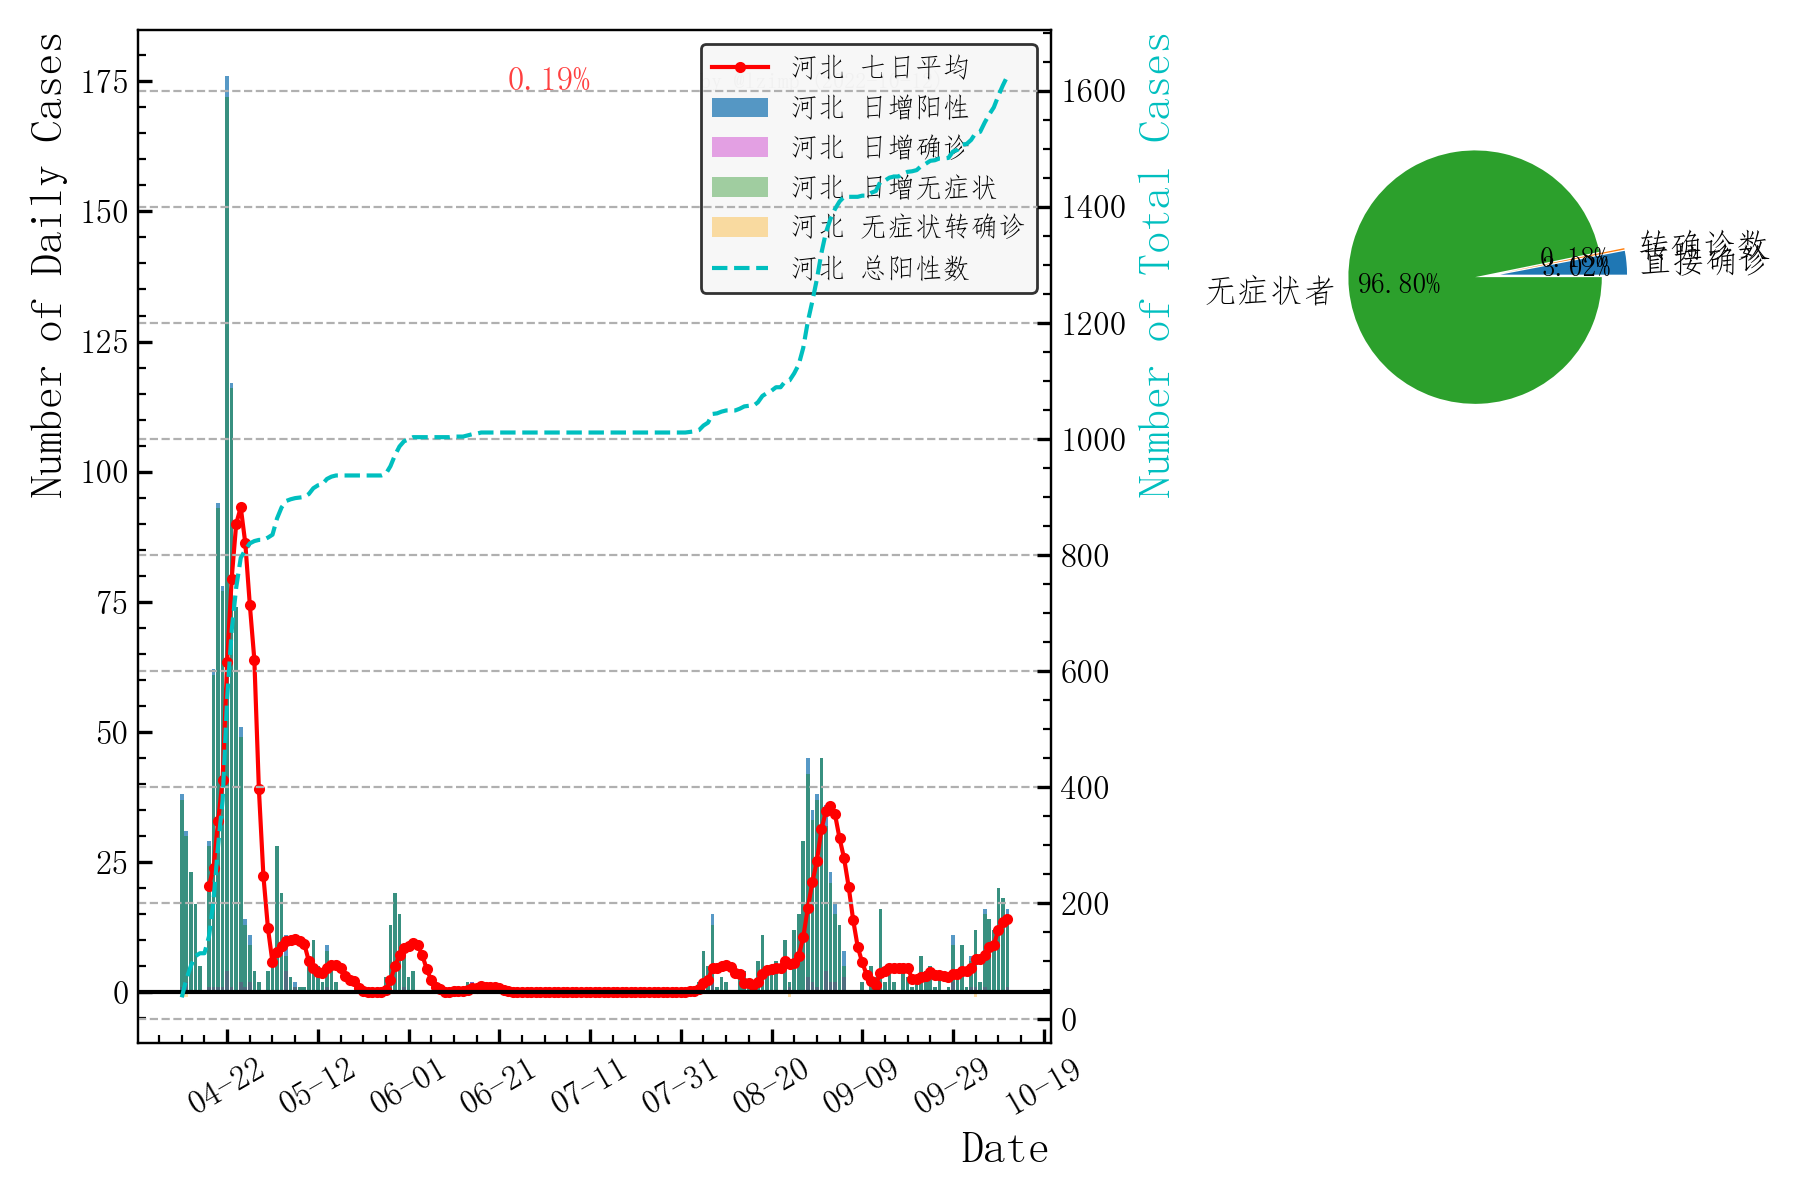 0.19%
河北 七日平均
河北 日增阳性
河北 日增确诊
河北 日增无症状
河北 无症状转确诊
河北 总阳性数
Number of Daily Cases
175
150
125
100
75
50
25
0
1600
1400
1200
1000
800
600
400
200
0
Number of Total Cases
04-22
05-12
06-01
06-21
07-11
07-31
08-20
09-09
09-29
10-19
Date
转确诊数
直接确诊
0.18%
3.02%
无症状者
96.80%